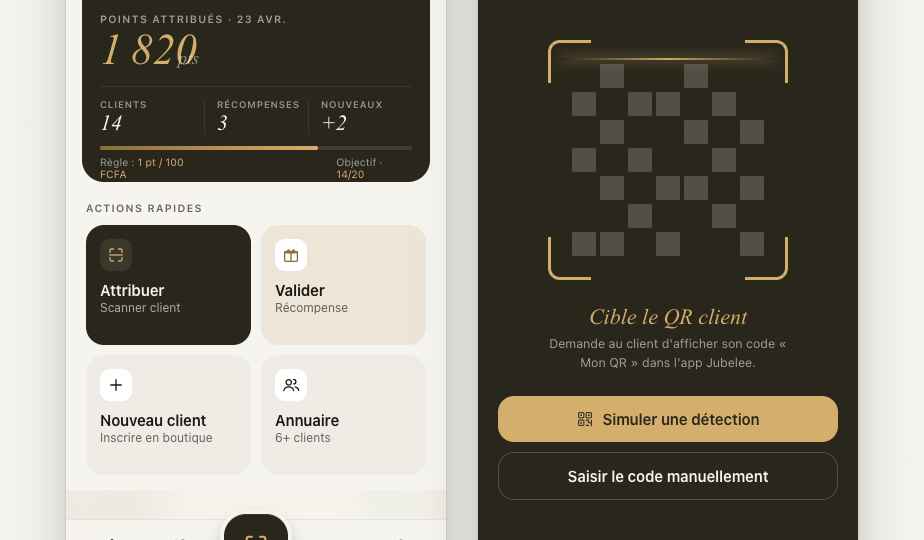 POINTS ATTRIBUÉS · 23 AVR.
1 820 pts
CLIENTS
14
RÉCOMPENSES
3
NOUVEAUX
+2
Règle : 1 pt / 100
FCFA
Objectif ·
14/20
ACTIONS RAPIDES
Attribuer
Scanner client
Valider
Récompense
Nouveau client
Inscrire en boutique
Annuaire
6+ clients
Cible le QR client
Demande au client d'afficher son code «
Mon QR » dans l'app Jubelee.
Simuler une détection
Saisir le code manuellement